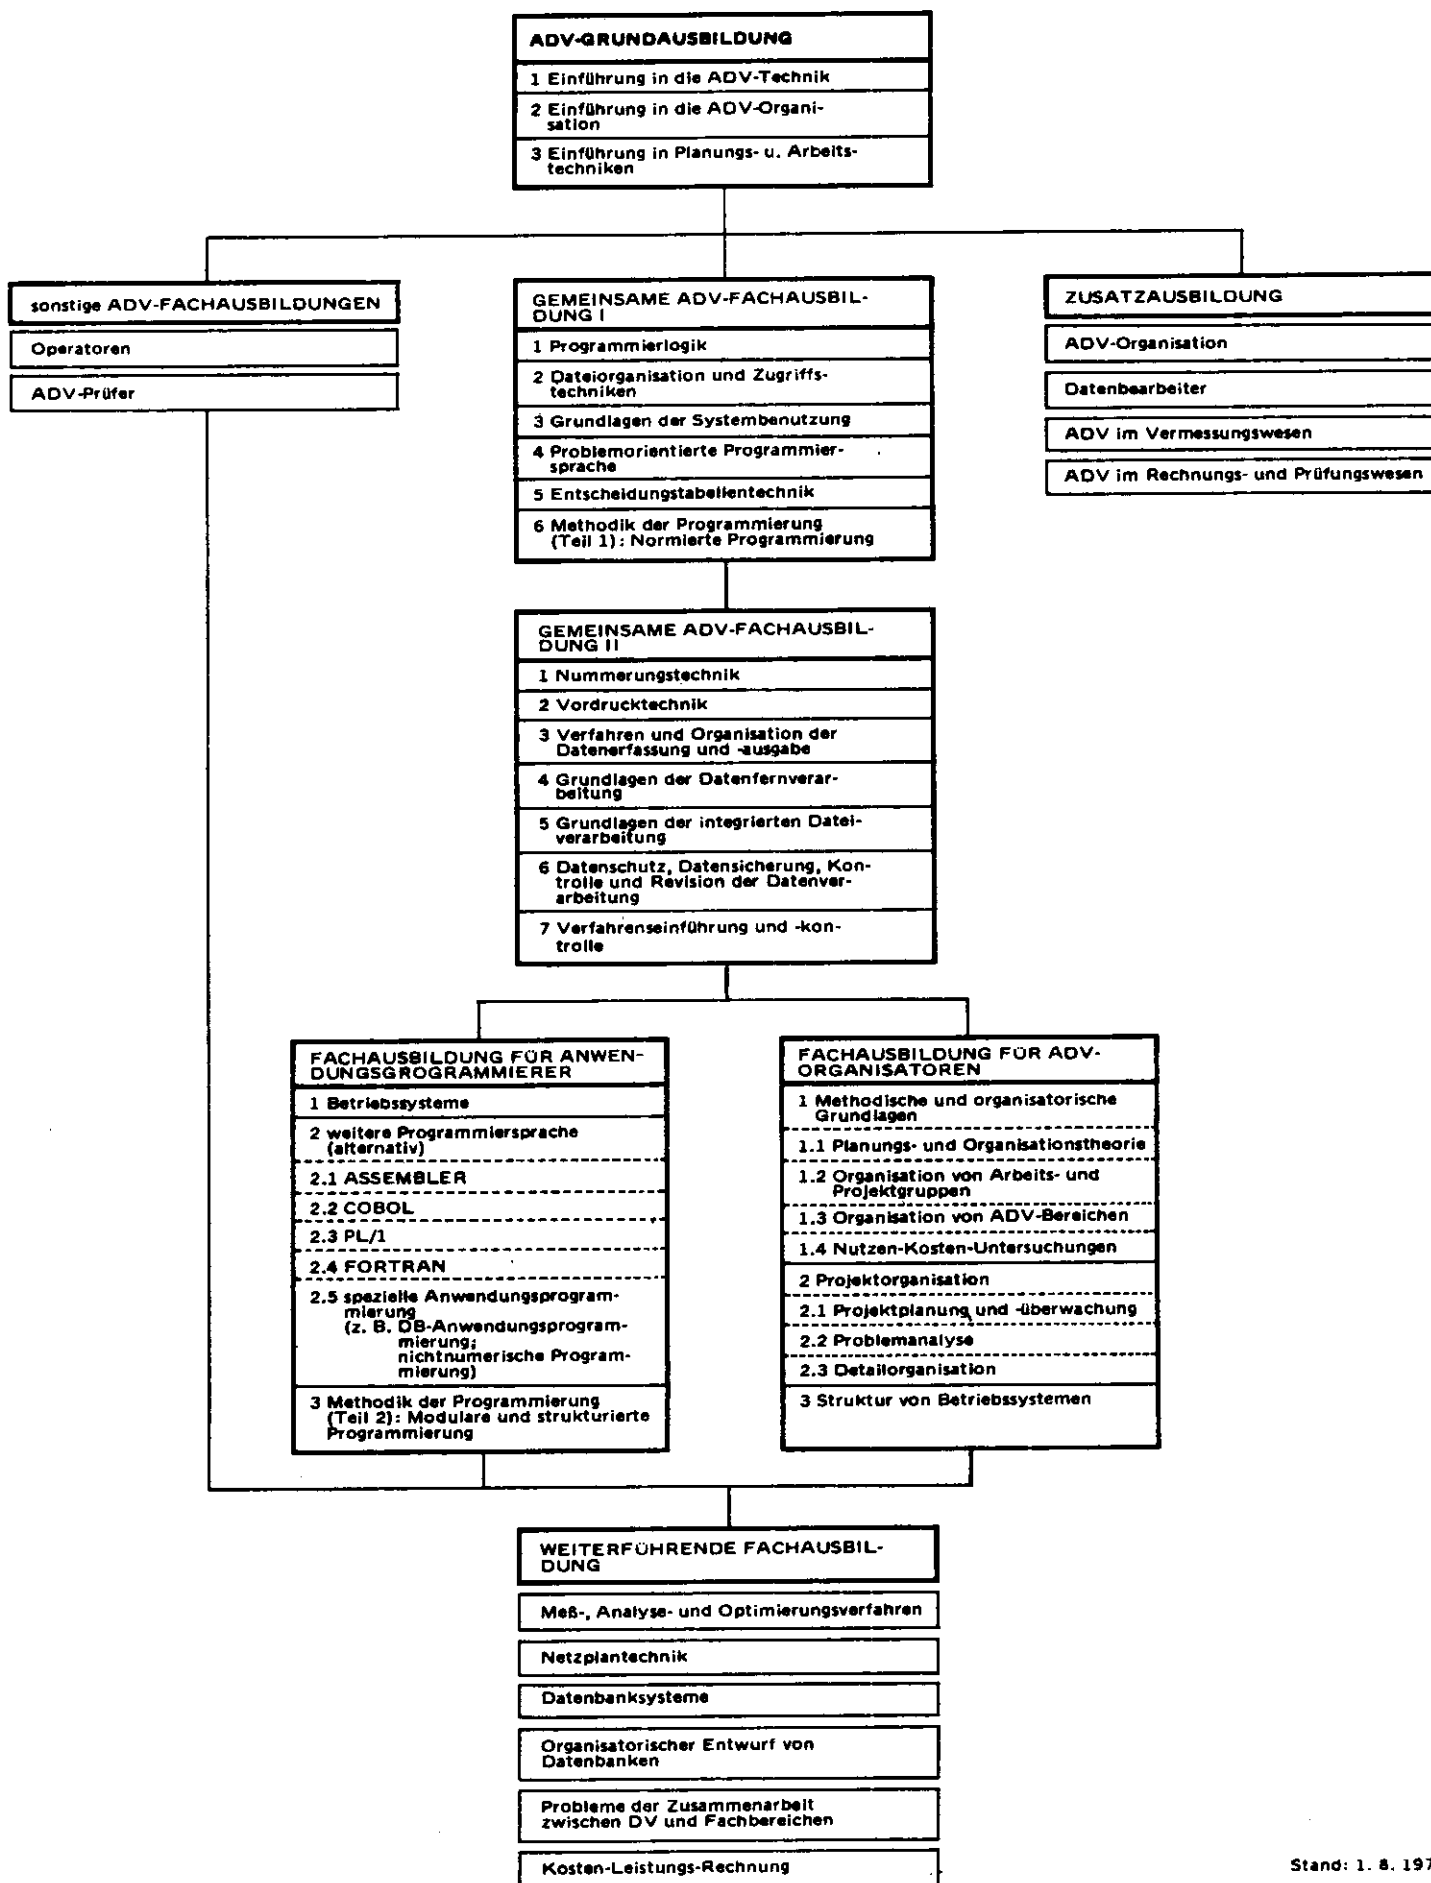 ADV-GRUNDAUSBILDUNG
1 Einführung in die ADV-Technik
2 Einführung in die ADV-Organi-
sation
3 Einführung in Planungs- u. Arbeits-
techniken
sonstige ADV-FACHAUSBILDUNGEN
Operatoren
ADV-Prüfer
GEMEINSAME ADV-FACHAUSBIL-
DUNG I
1 Programmierlogik
2 Dateiorganisation und Zugriffs-
techniken
3 Grundlagen der Systembenutzung
4 Problemorientierte Programmier-
sprache
5 Entscheidungstabellentechnik
6 Methodik der Programmierung
(Teil 1): Normierte Programmierung
ZUSATZAUSBILDUNG
ADV-Organisation
Datenbearbeiter
ADV im Vermessungswesen
ADV im Rechnungs- und Prüfungswesen
GEMEINSAME ADV-FACHAUSBIL-
DUNG II
1 Nummerungstechnik
2 Vordrucktechnik
3 Verfahren und Organisation der
Datenerfassung und -ausgabe
4 Grundlagen der Datenfernverar-
beitung
5 Grundlagen der integrierten Datei-
verarbeitung
6 Datenschutz, Datensicherung, Kon-
trolle und Revision der Datenver-
arbeitung
7 Verfahrenseinführung und -kon-
trolle
FACHAUSBILDUNG FÜR ANWEN-
DUNGSGROGRAMMIERER
1 Betriebssysteme
2 weitere Programmiersprache
(alternativ)
2.1 ASSEMBLER
2.2 COBOL
2.3 PL/1
2.4 FORTRAN
2.5 spezielle Anwendungsprogram-
mierung
(z. B. DB-Anwendungsprogram-
mierung;
nichtnumerische Program-
mierung)
3 Methodik der Programmierung
(Teil 2): Modulare und strukturierte
Programmierung
FACHAUSBILDUNG FÜR ADV-
ORGANISATOREN
1 Methodische und organisatorische
Grundlagen
1.1 Planungs- und Organisationstheorie
1.2 Organisation von Arbeits- und
Projektgruppen
1.3 Organisation von ADV-Bereichen
1.4 Nutzen-Kosten-Untersuchungen
2 Projektorganisation
2.1 Projektplanung und -überwachung
2.2 Problemanalyse
2.3 Detailorganisation
3 Struktur von Betriebssystemen
WEITERFÜHRENDE FACHAUSBIL-
DUNG
Meß-, Analyse- und Optimierungsverfahren
Netzplantechnik
Datenbanksysteme
Organisatorischer Entwurf von
Datenbanken
Probleme der Zusammenarbeit
zwischen DV und Fachbereichen
Kosten-Leistungs-Rechnung
Stand: 1. 8. 197